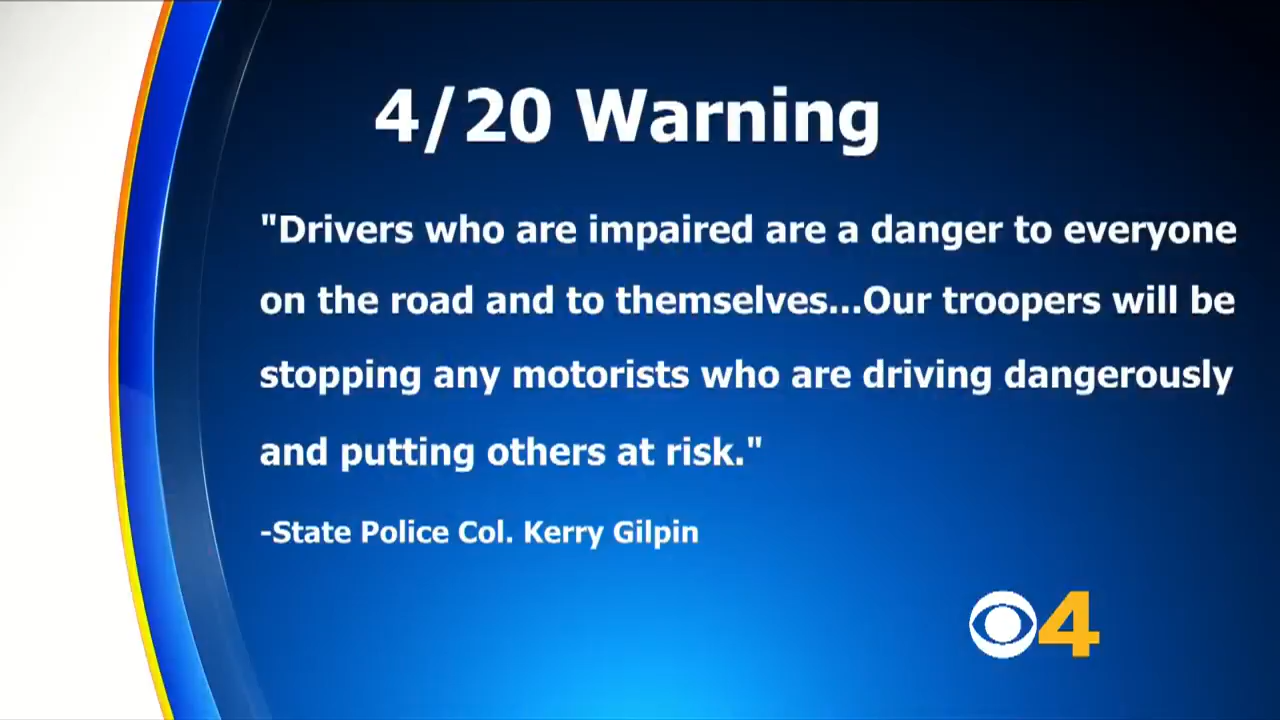 4/20 Warning
"Drivers who are impaired are a danger to everyone
on the road and to themselves...Our troopers will be
stopping any motorists who are driving dangerously
and putting others at risk."
-State Police Col. Kerry Gilpin
4